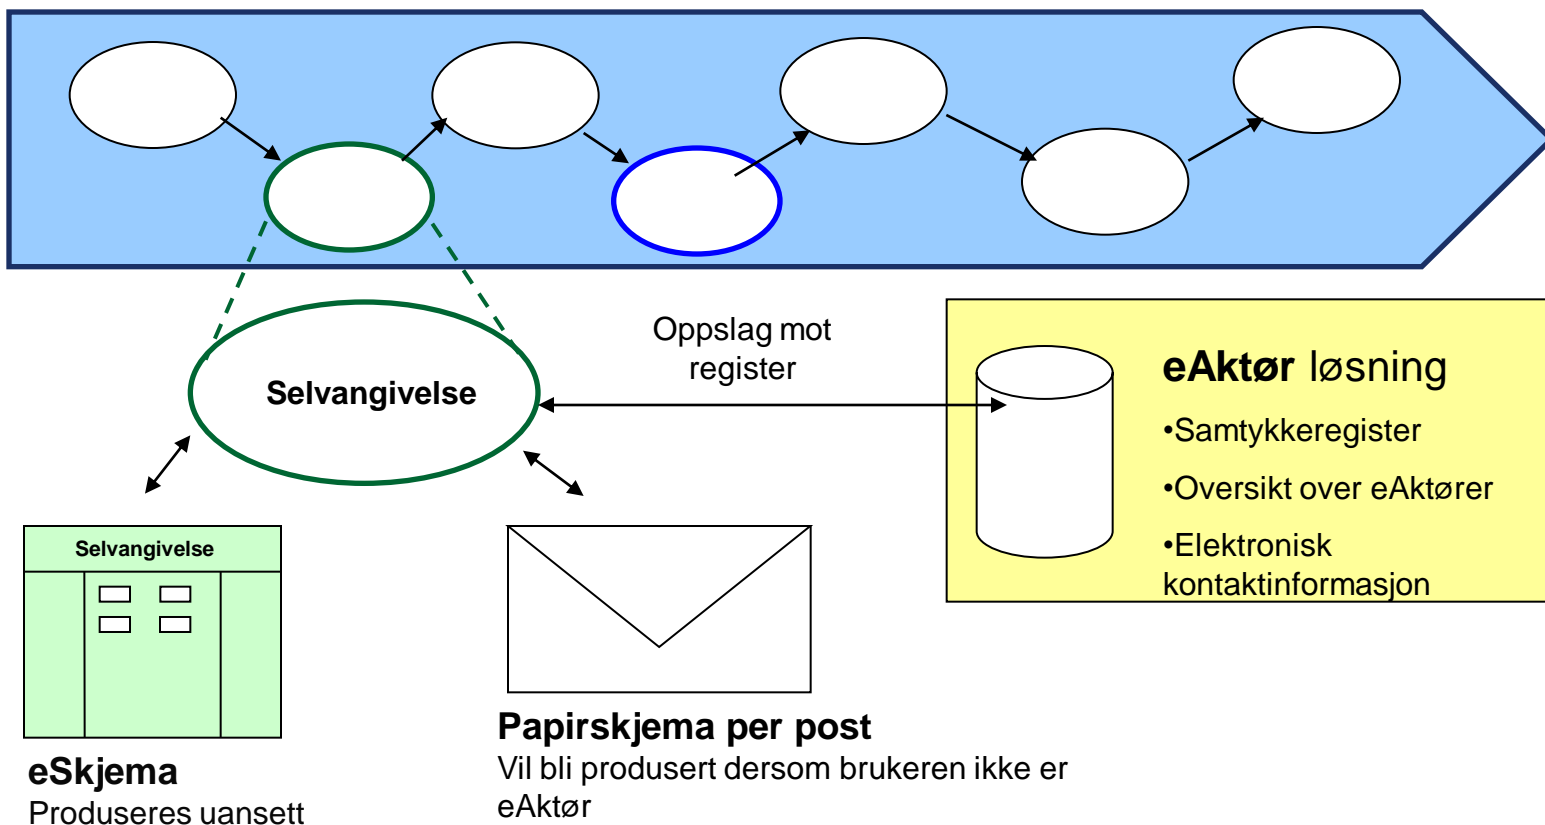 Oppslag mot
register
Selvangivelse
eAktør løsning
•Samtykkeregister
•Oversikt over eAktører
•Elektronisk
kontaktinformasjon
Selvangivelse
eSkjema
Produseres uansett
Papirskjema per post
Vil bli produsert dersom brukeren ikke er
eAktør